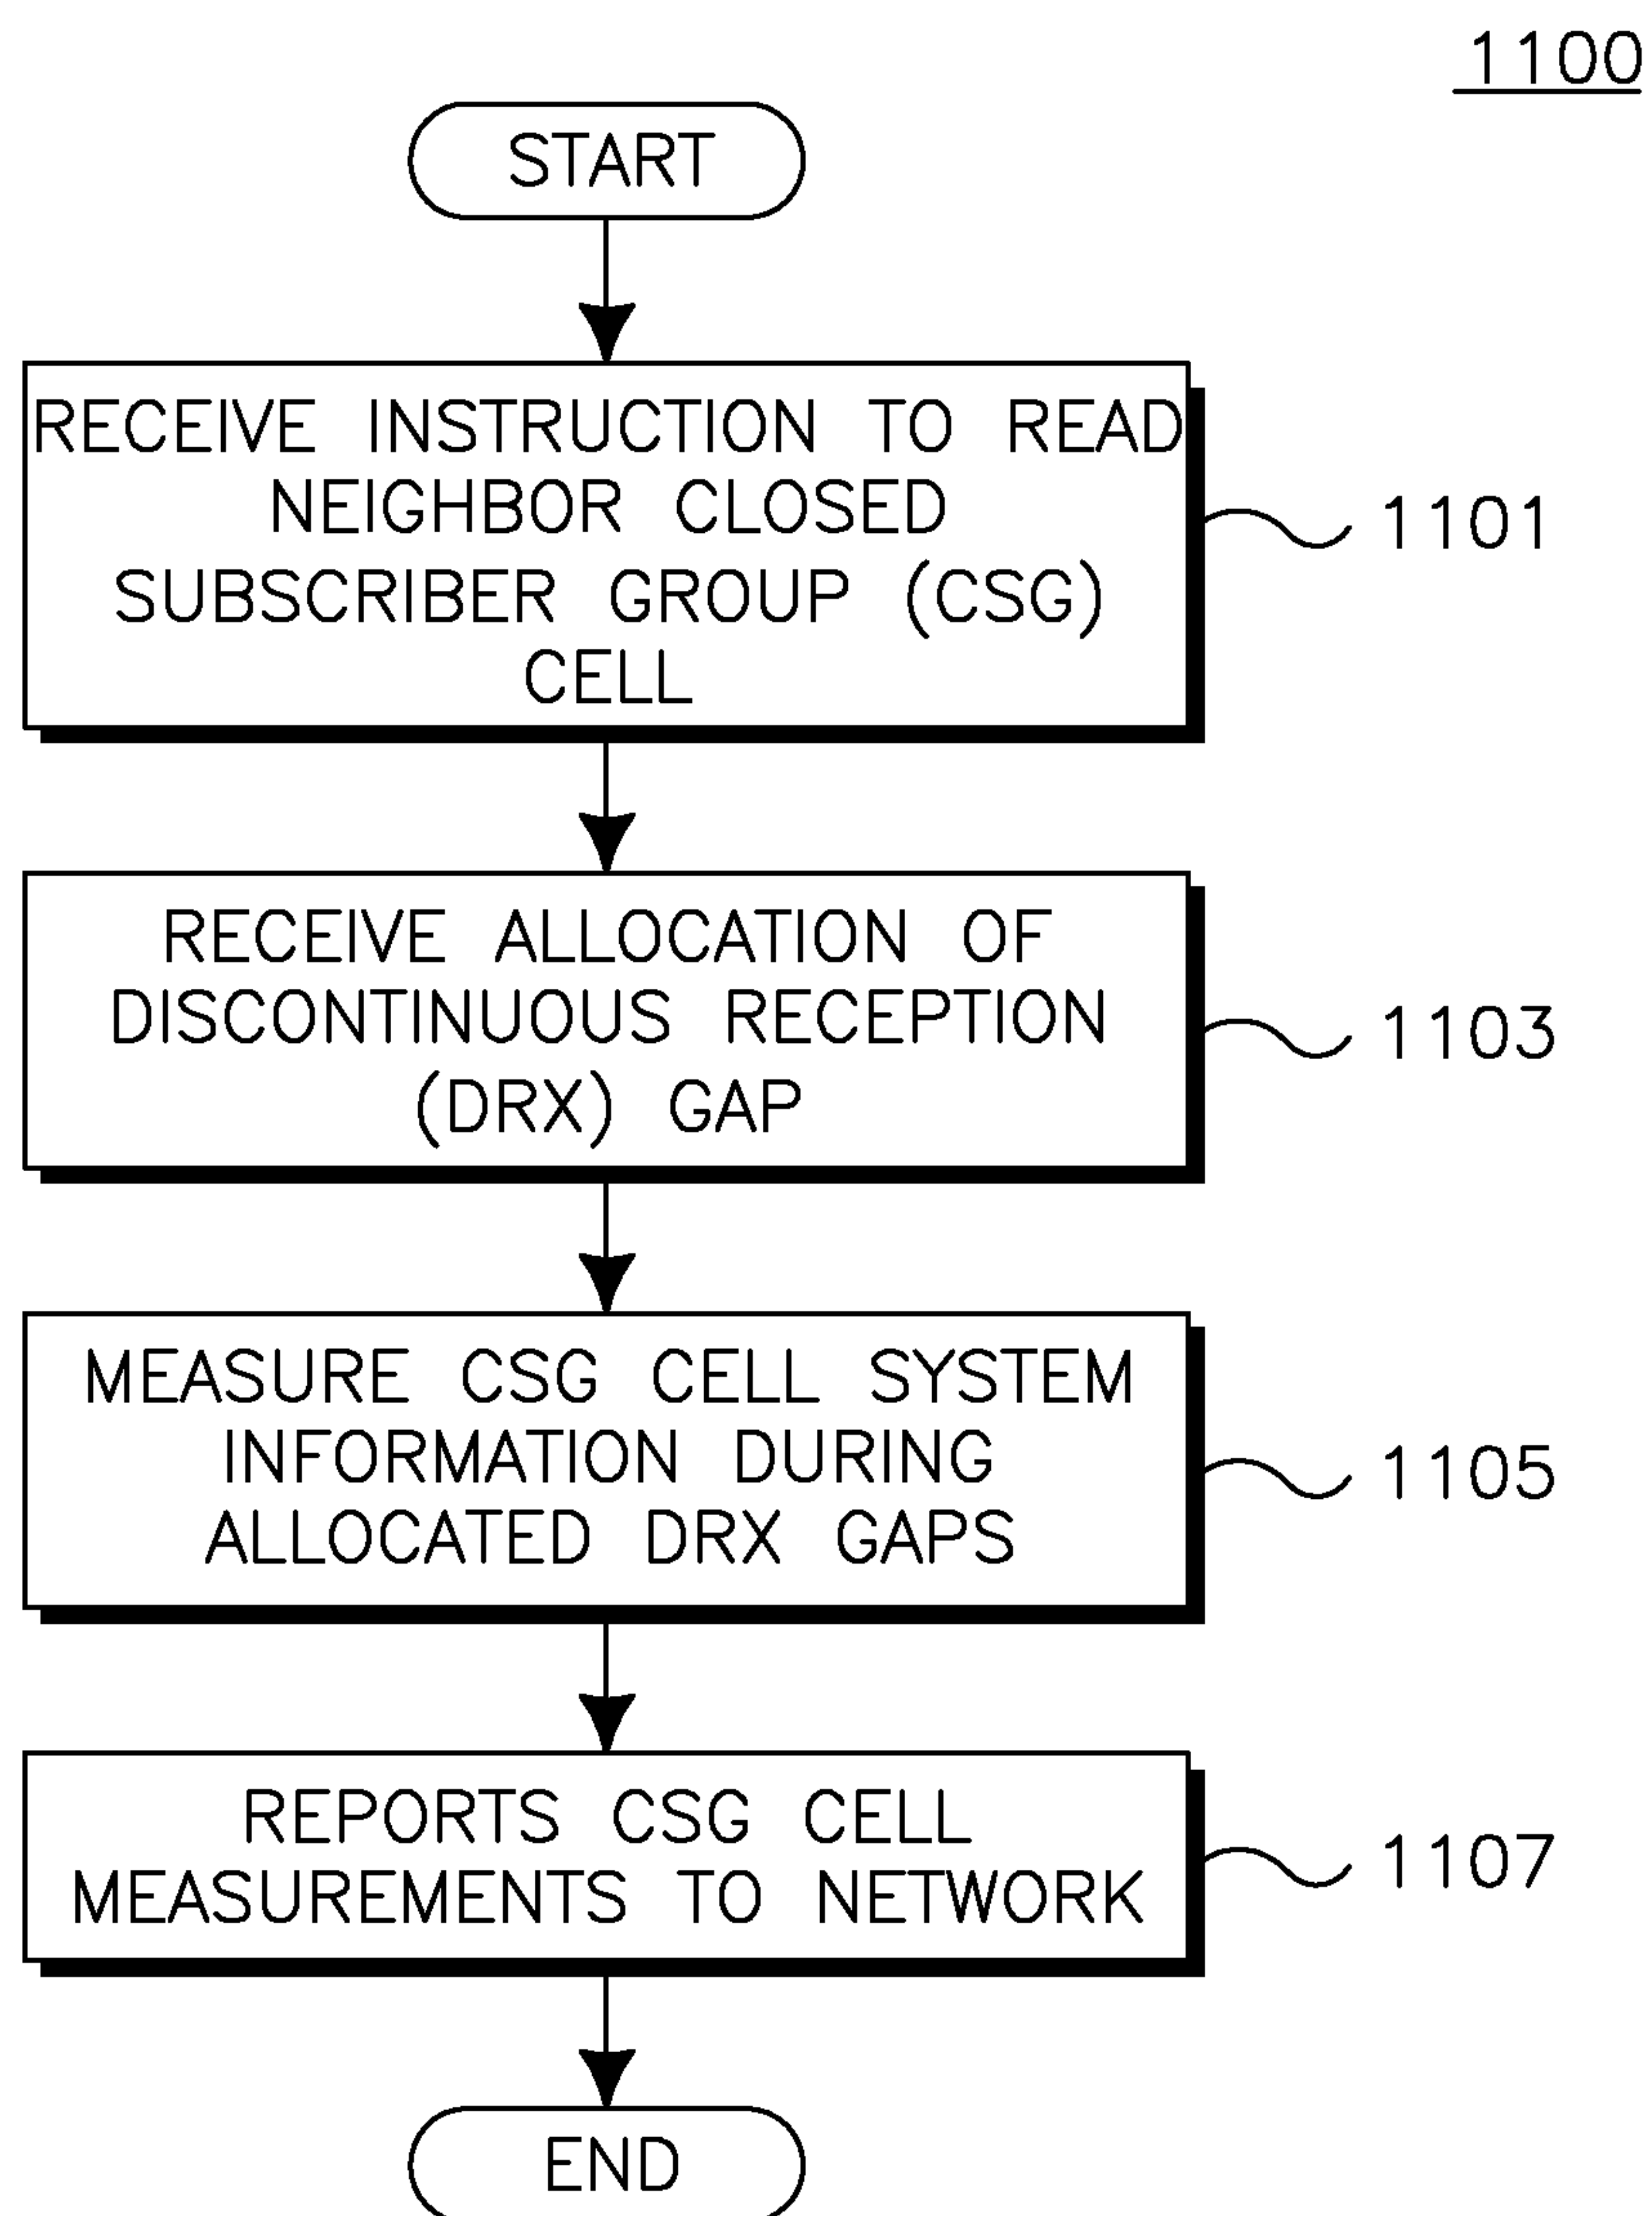 1100
START
RECEIVE INSTRUCTION TO READ
NEIGHBOR CLOSED
SUBSCRIBER GROUP (CSG)
CELL
1101
RECEIVE ALLOCATION OF
DISCONTINUOUS RECEPTION
(DRX) GAP
1103
MEASURE CSG CELL SYSTEM
INFORMATION DURING
ALLOCATED DRX GAPS
1105
REPORTS CSG CELL
MEASUREMENTS TO NETWORK
1107
END